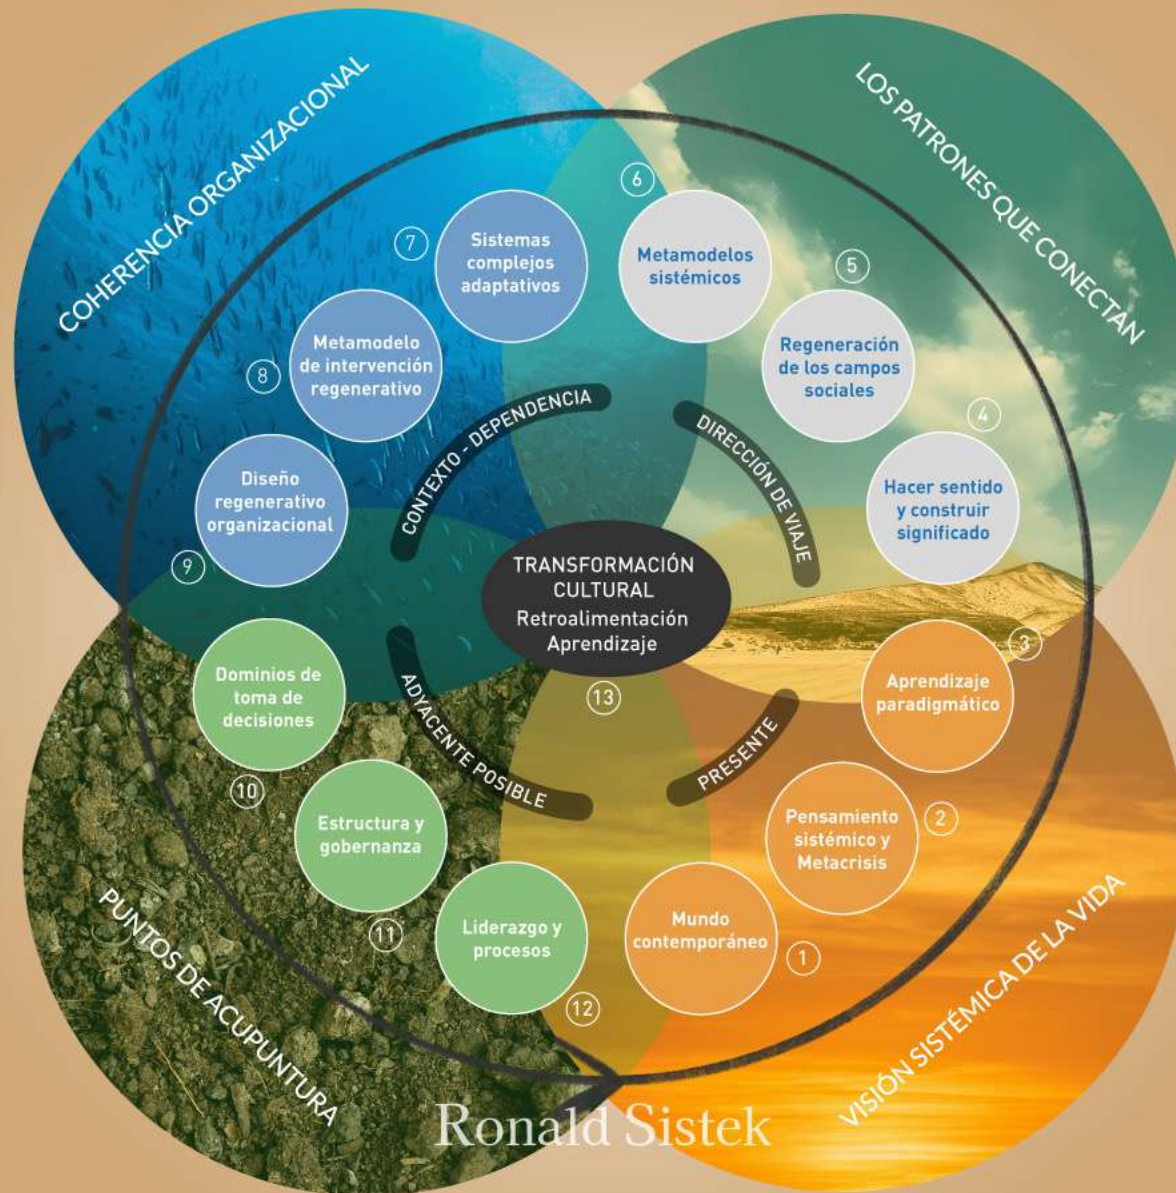 COHERENCIA ORGANIZACIONAL
LOS PATRONES QUE CONECTAN
6
7
Sistemas
complejos
adaptativos
Metamodelos
sistémicos
5
8
Metamodelo
de intervención
regenerativo
Regeneración
de los campos
sociales
4
CONTEXTO - DEPENDENCIA
DIRECCIÓN DE VIAJE
9
Diseño
regenerativo
organizacional
Hacer sentido
y construir
significado
TRANSFORMACIÓN
CULTURAL
Retroalimentación
Aprendizaje
13
3
Dominios de
toma de
decisiones
Aprendizaje
paradigmático
ADYACENTE POSIBLE
PRESENTE
10
Estructura y
gobernanza
Pensamiento
sistémico y
Metacrisis
2
11
Liderazgo y
procesos
Mundo
contemporáneo
1
12
PUNTOS DE ACUPUNTURA
VISIÓN SISTÉMICA DE LA VIDA
Ronald Sistek